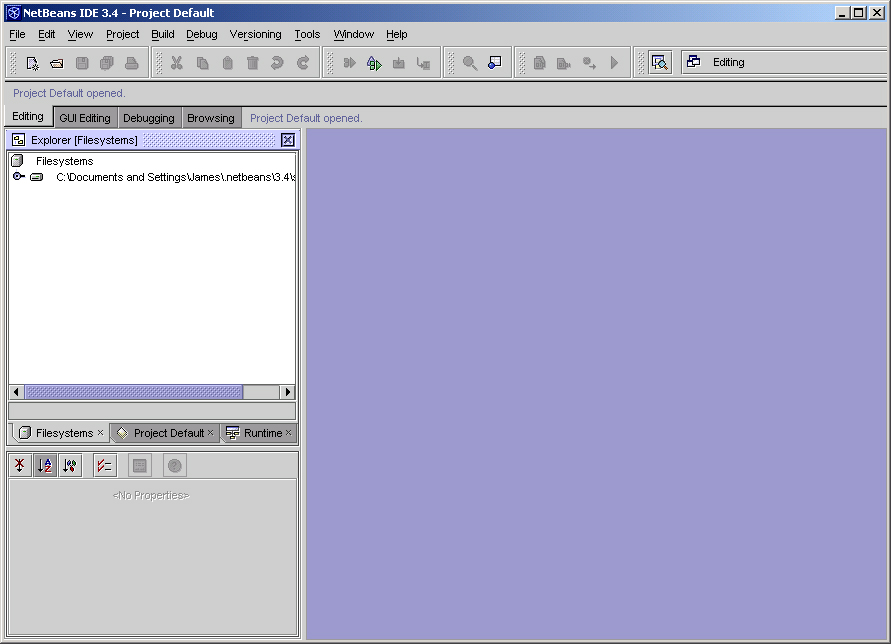 NetBeans IDE 3.4 - Project Default
File Edit View Project Build Debug Versioning Tools Window Help
Editing
Project Default opened.
Editing GUI Editing Debugging Browsing Project Default opened.
Explorer [Filesystems]
Filesystems
C:\Documents and Settings\James\.netbeans\3.4\s
Filesystems Project Default Runtime
<No Properties>